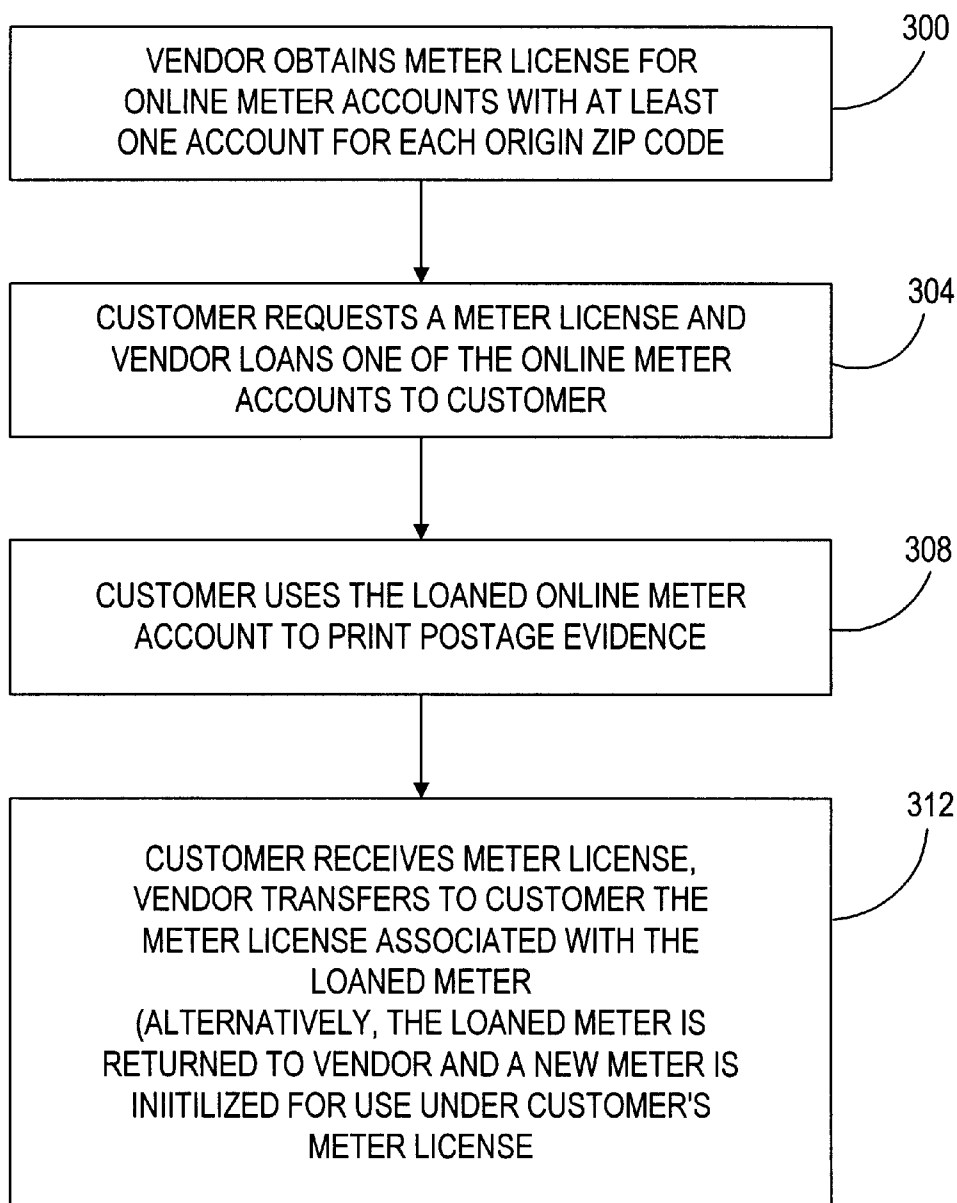 300
VENDOR OBTAINS METER LICENSE FOR
ONLINE METER ACCOUNTS WITH AT LEAST
ONE ACCOUNT FOR EACH ORIGIN ZIP CODE
304
CUSTOMER REQUESTS A METER LICENSE AND
VENDOR LOANS ONE OF THE ONLINE METER
ACCOUNTS TO CUSTOMER
308
CUSTOMER USES THE LOANED ONLINE METER
ACCOUNT TO PRINT POSTAGE EVIDENCE
312
CUSTOMER RECEIVES METER LICENSE,
VENDOR TRANSFERS TO CUSTOMER THE
METER LICENSE ASSOCIATED WITH THE
LOANED METER
(ALTERNATIVELY, THE LOANED METER IS
RETURNED TO VENDOR AND A NEW METER IS
INIITILIZED FOR USE UNDER CUSTOMER'S
METER LICENSE